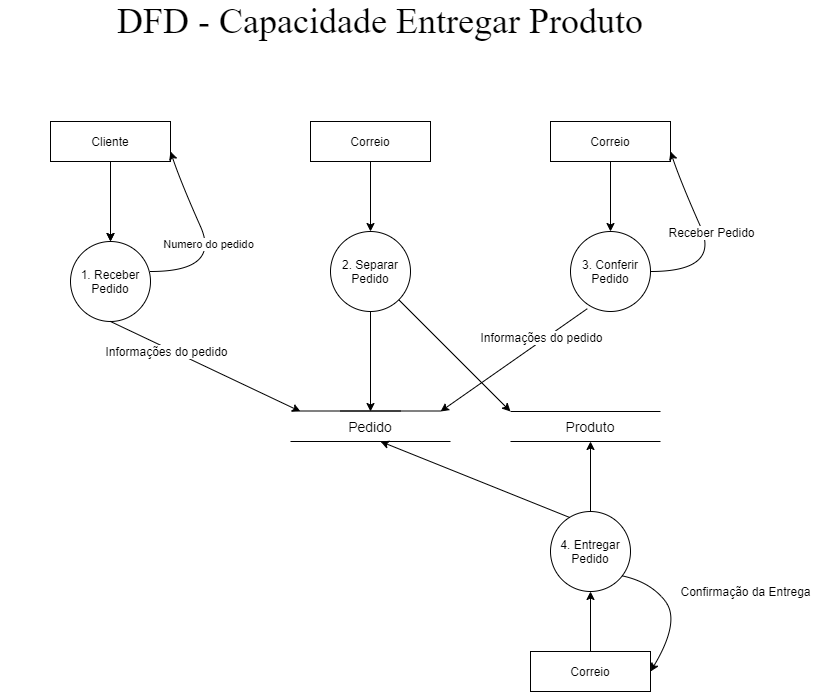 DFD - Capacidade Entregar Produto
Cliente
Correio
Correio
Numero do pedido
Receber Pedido
1. Receber
Pedido
2. Separar
Pedido
3. Conferir
Pedido
Informações do pedido
Informações do pedido
Pedido
Produto
4. Entregar
Pedido
Confirmação da Entrega
Correio